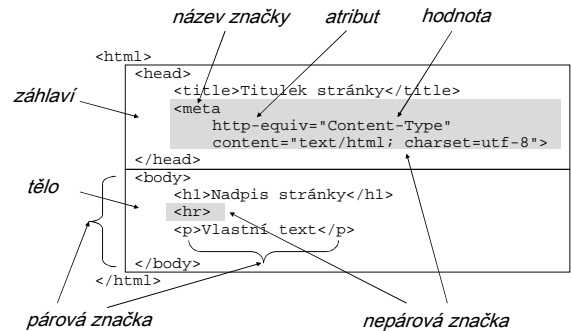 název značky atribut hodnota
<html>
<head>
<title>Titulek stránky</title>
záhlaví
<meta
http-equiv="Content-Type"
content="text/html; charset=utf-8">
</head>
<body>
tělo
<h1>Nadpis stránky</h1>
<hr>
<p>Vlastní text</p>
</body>
</html>
párová značka nepárová značka